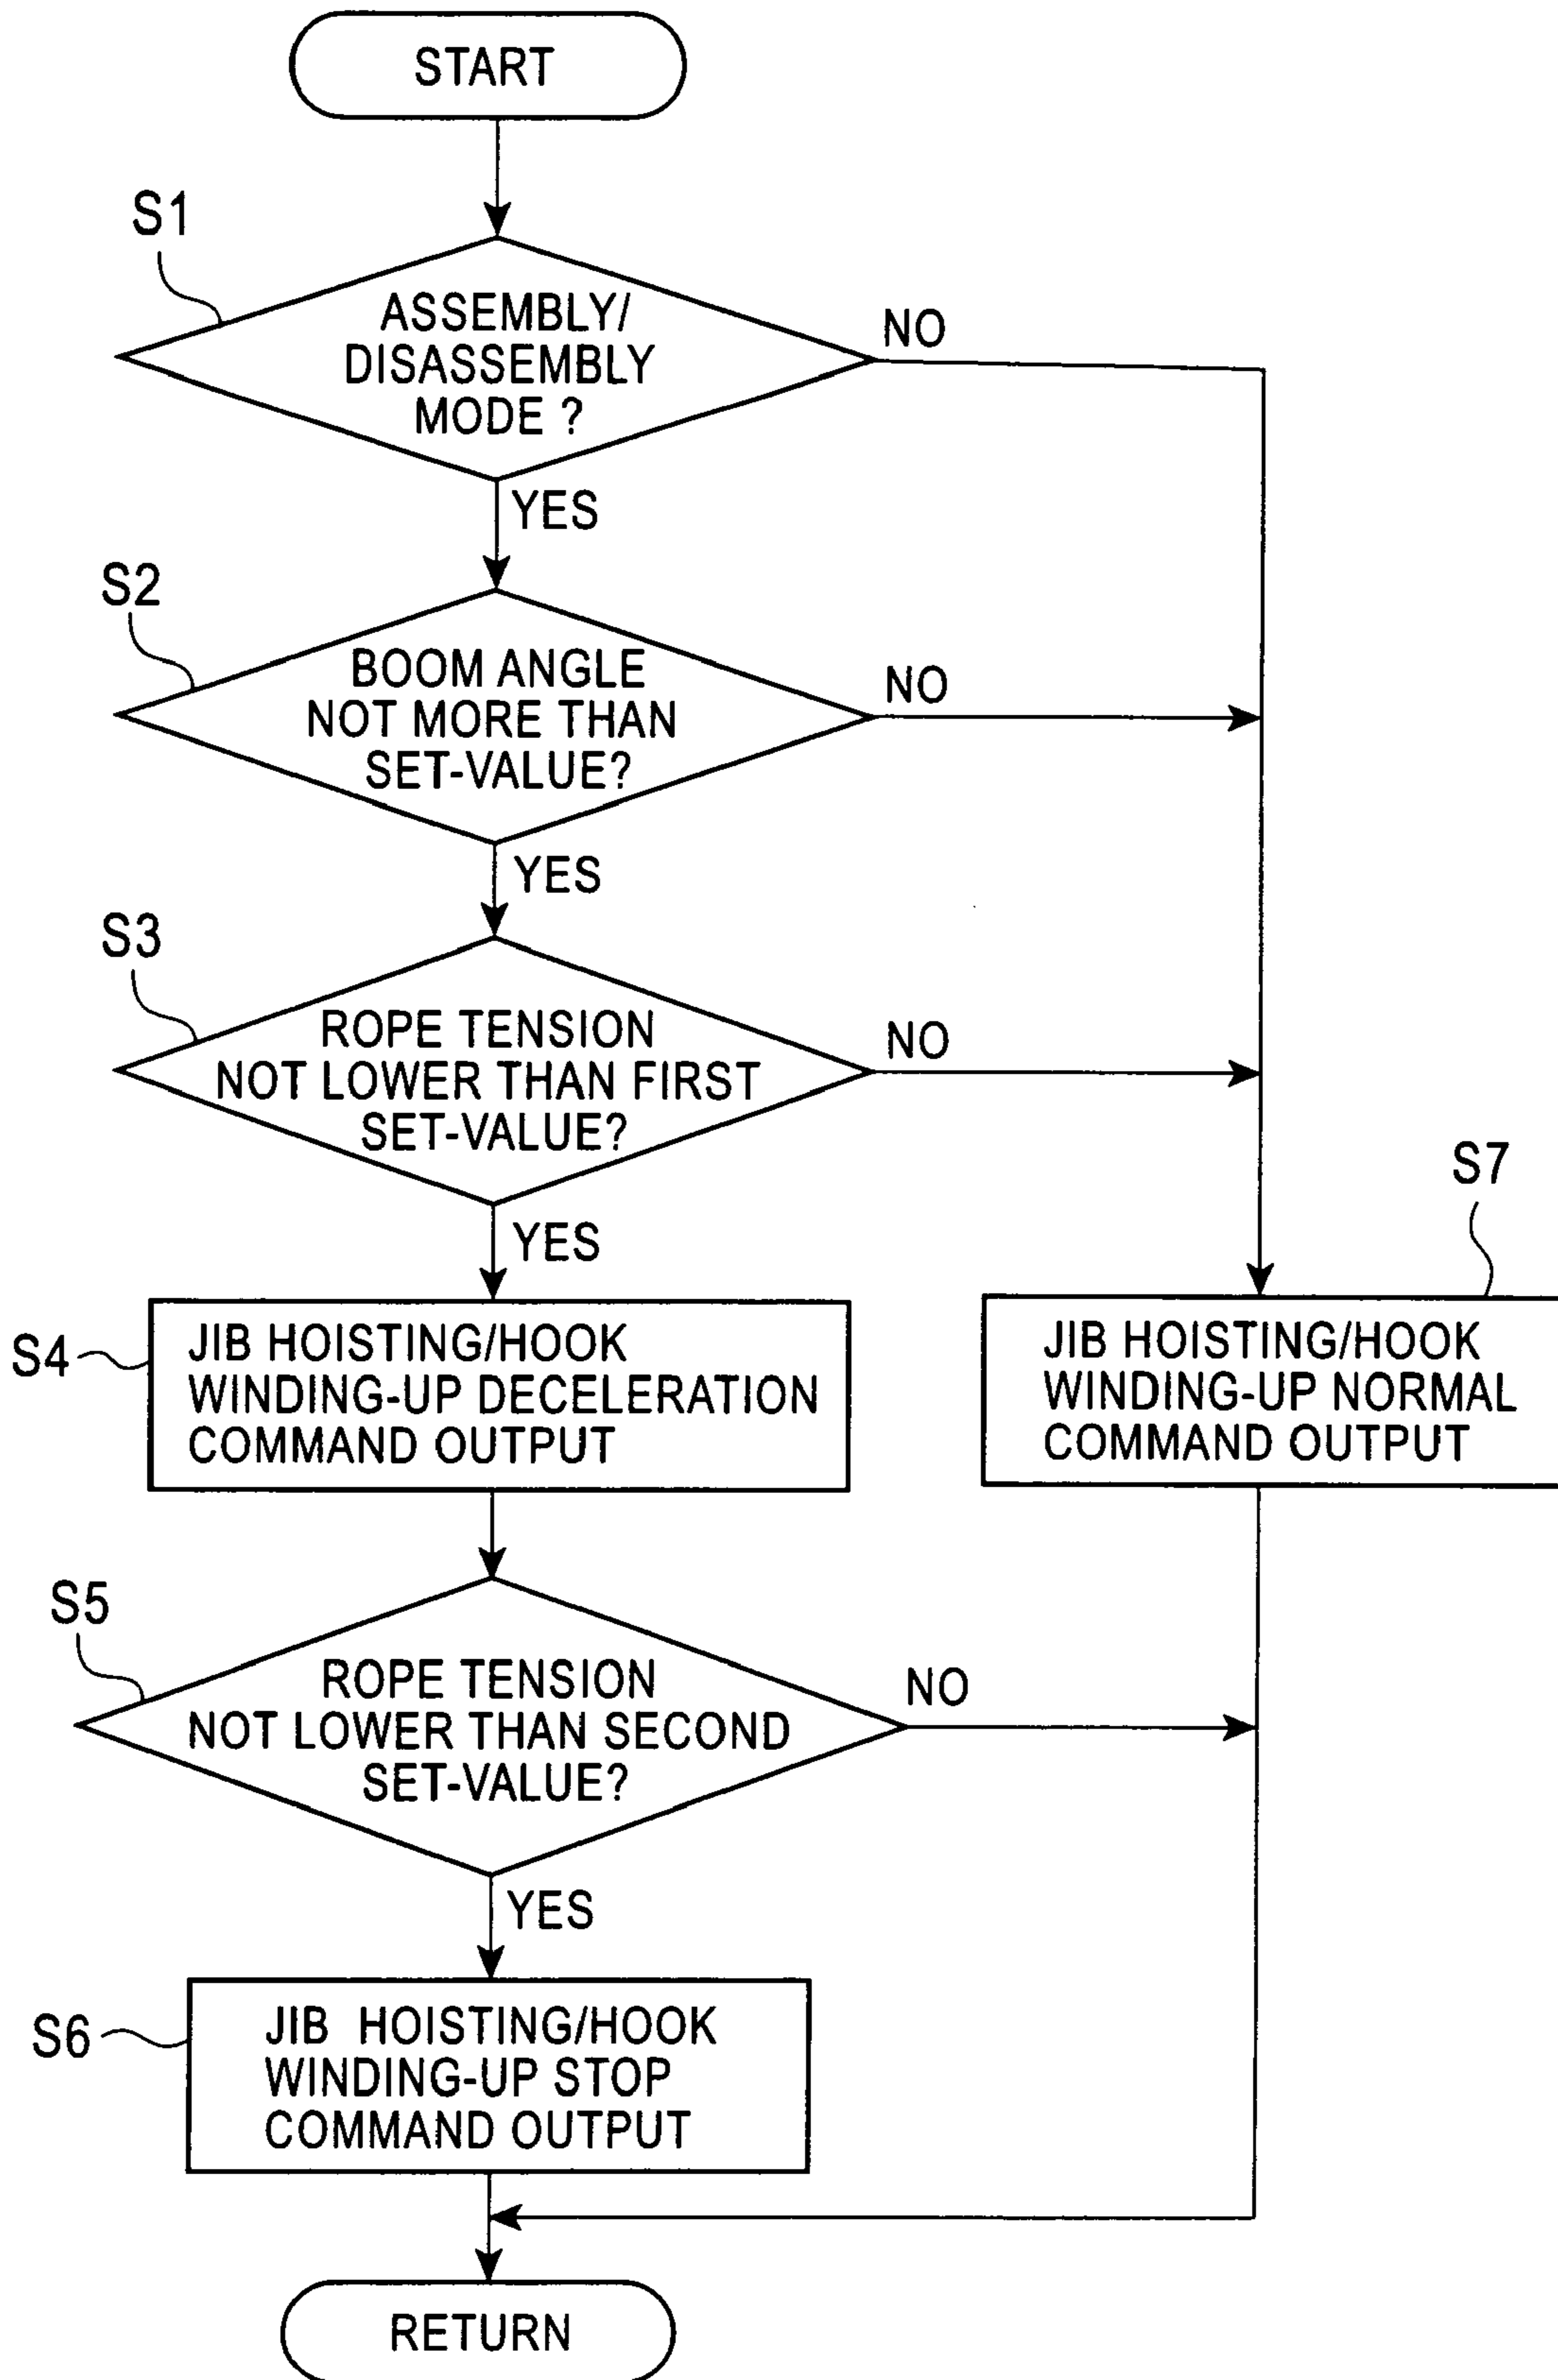 START
S1
ASSEMBLY/
DISASSEMBLY
MODE ?
NO
YES
S2
BOOM ANGLE
NOT MORE THAN
SET-VALUE?
NO
YES
S3
ROPE TENSION
NOT LOWER THAN FIRST
SET-VALUE?
NO
YES
S4
JIB HOISTING/HOOK
WINDING-UP DECELERATION
COMMAND OUTPUT
S7
JIB HOISTING/HOOK
WINDING-UP NORMAL
COMMAND OUTPUT
S5
ROPE TENSION
NOT LOWER THAN SECOND
SET-VALUE?
NO
YES
S6
JIB HOISTING/HOOK
WINDING-UP STOP
COMMAND OUTPUT
RETURN